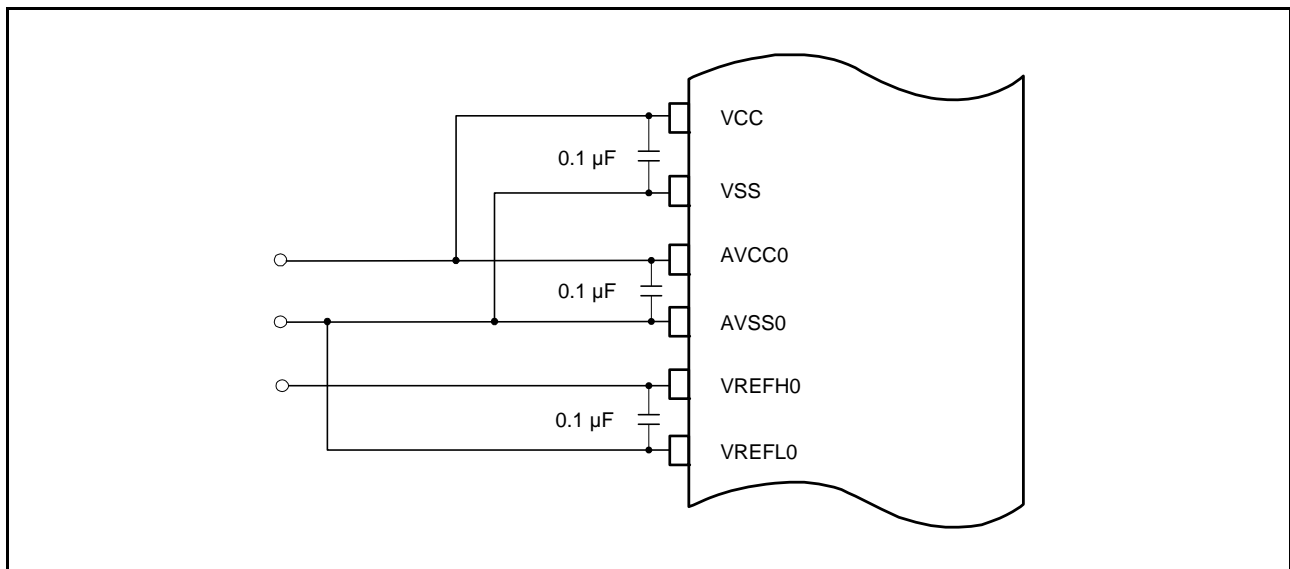 VCC
0.1 µF
VSS
AVCC0
0.1 µF
AVSS0
VREFH0
0.1 µF
VREFL0